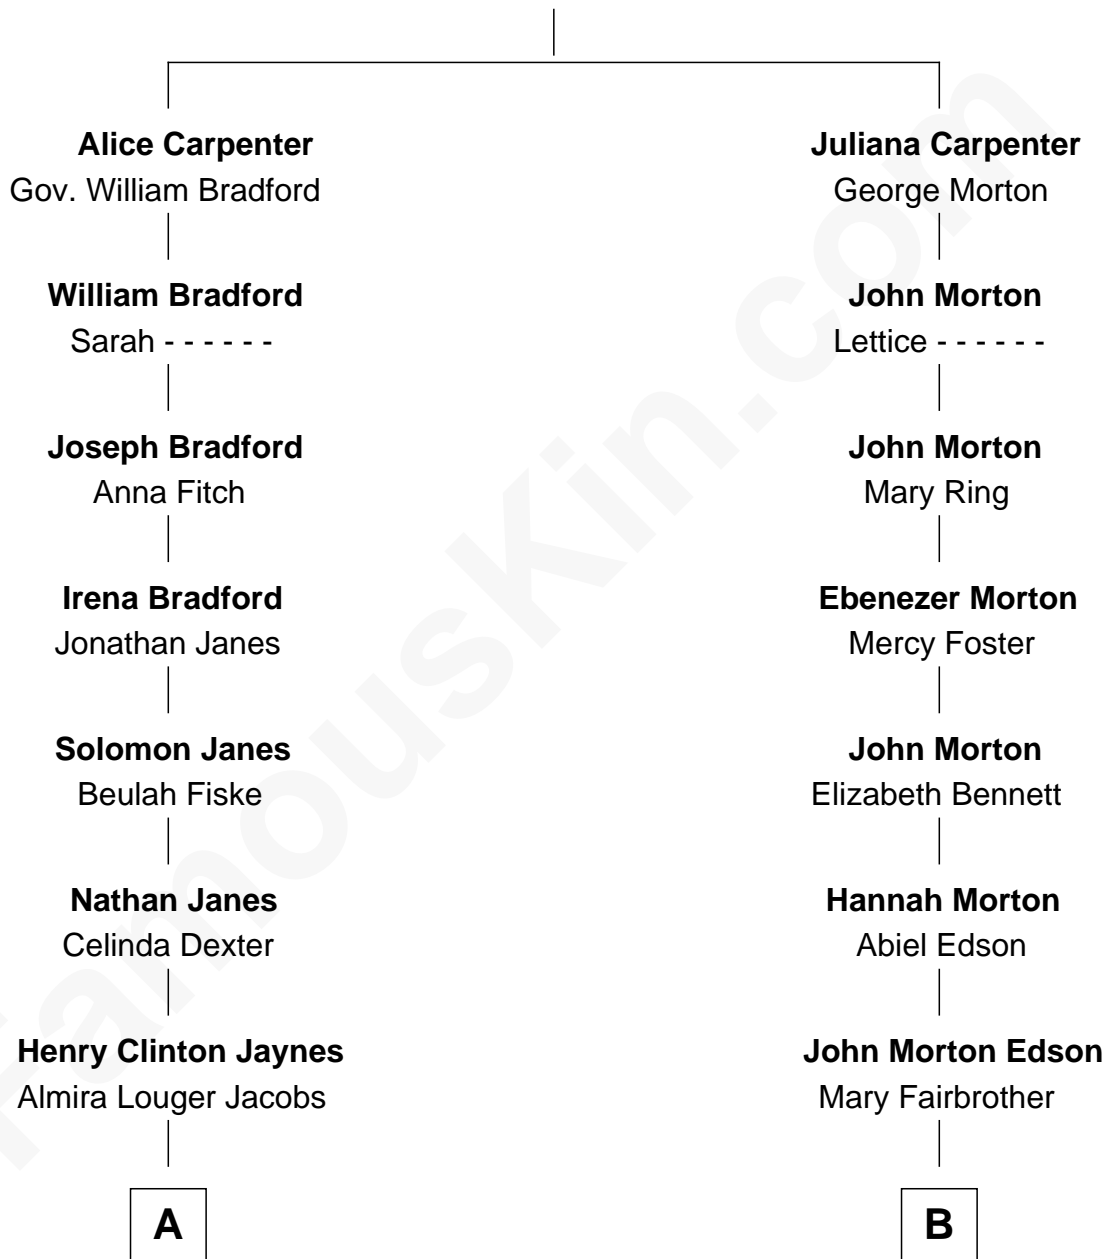 Alice Carpenter
Gov. William Bradford
William Bradford
Sarah - - - - - -
Joseph Bradford
Anna Fitch
Irena Bradford
Jonathan Janes
Solomon Janes
Beulah Fiske
Nathan Janes
Celinda Dexter
Henry Clinton Jaynes
Almira Louger Jacobs
A
Juliana Carpenter
George Morton
John Morton
Lettice - - - - - -
John Morton
Mary Ring
Ebenezer Morton
Mercy Foster
John Morton
Elizabeth Bennett
Hannah Morton
Abiel Edson
John Morton Edson
Mary Fairbrother
B
FamousKin.com